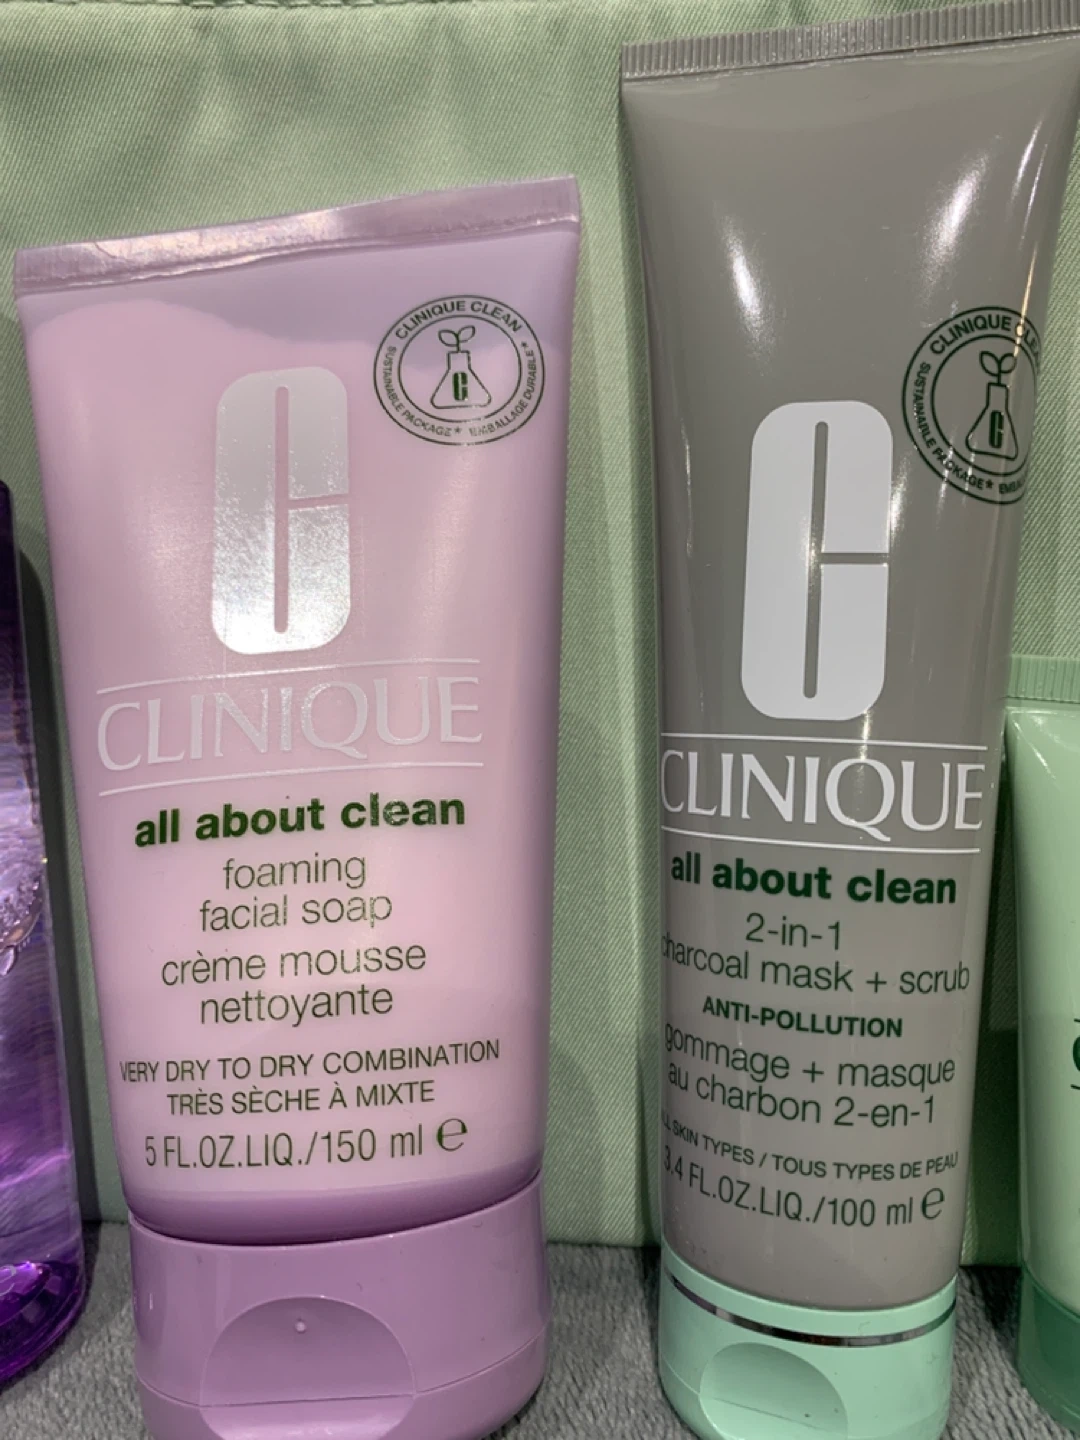 CLINIQUE CLEAN
SUSTAINABLE PACKAGE* EMBALLAGE DURABLE*
C
C
CLINIQUE
all about clean
foaming
facial soap
crème mousse
nettoyante
VERY DRY TO DRY COMBINATION
TRÈS SÈCHE À MIXTE
5 FL.OZ.LIQ./150 ml e
CLINIQUE
SUSTAINABLE PACKAGE*
C
C
CLINIQUE
all about clean
2-in-1
charcoal mask + scrub
ANTI-POLLUTION
gommage + masque
au charbon 2-en-1
SKIN TYPES / TOUS TYPES DE PEAU
3.4 FL.OZ.LIQ./100 ml e